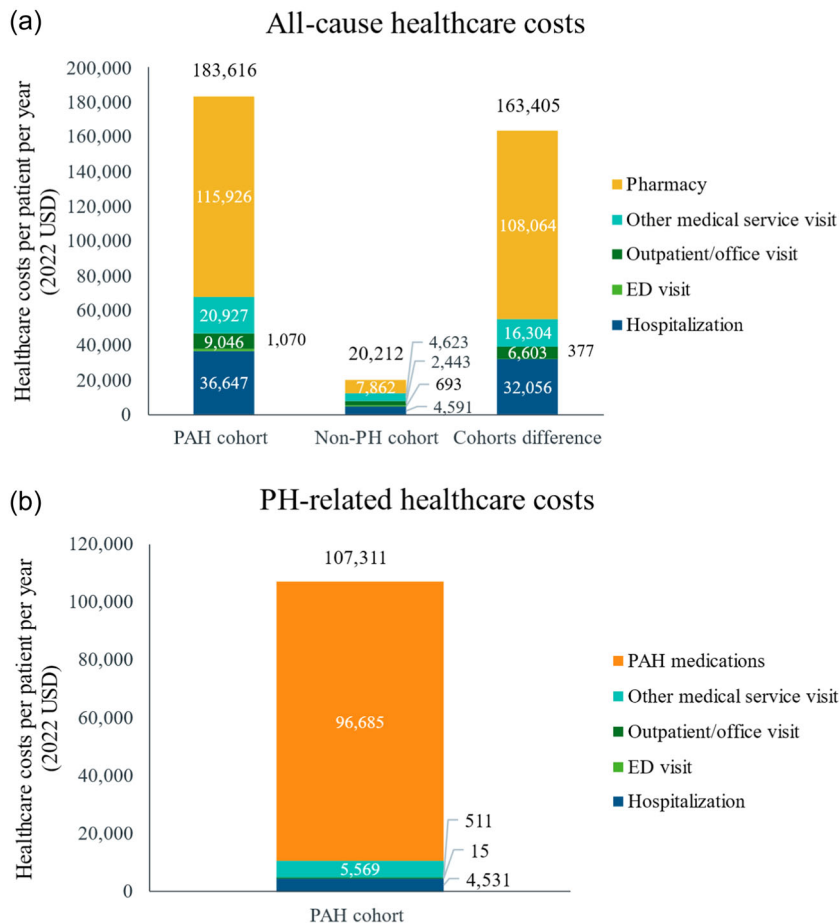 (a)
All-cause healthcare costs
Healthcare costs per patient per year
(2022 USD)
200,000
180,000
160,000
140,000
120,000
100,000
80,000
60,000
40,000
20,000
0
183,616
115,926
20,927
9,046
1,070
36,647
20,212
7,862
4,623
2,443
693
4,591
163,405
108,064
16,304
6,603
377
32,056
PAH cohort
Non-PH cohort
Cohorts difference
Pharmacy
Other medical service visit
Outpatient/office visit
ED visit
Hospitalization
(b)
PH-related healthcare costs
Healthcare costs per patient per year
(2022 USD)
120,000
100,000
80,000
60,000
40,000
20,000
0
107,311
96,685
5,569
511
15
4,531
PAH cohort
PAH medications
Other medical service visit
Outpatient/office visit
ED visit
Hospitalization